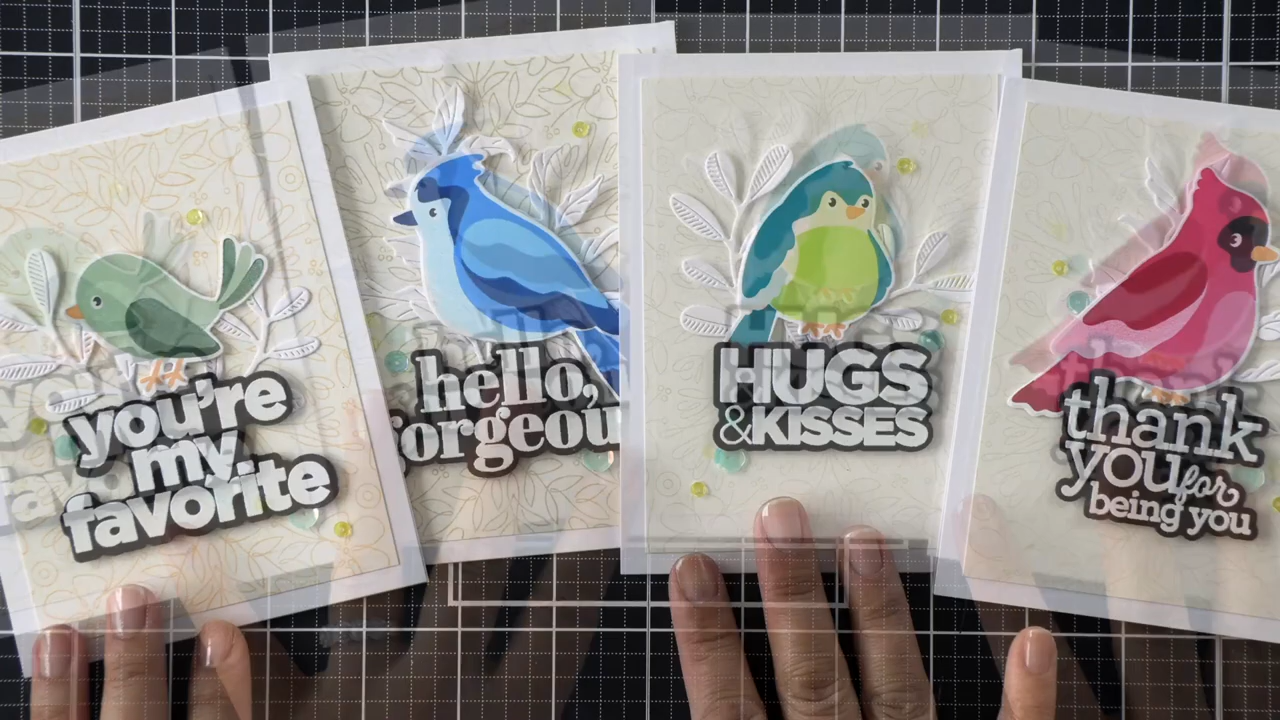 you're
my
favorite
hello,
gorgeou
HUGS
&KISSES
thank
you for
being you